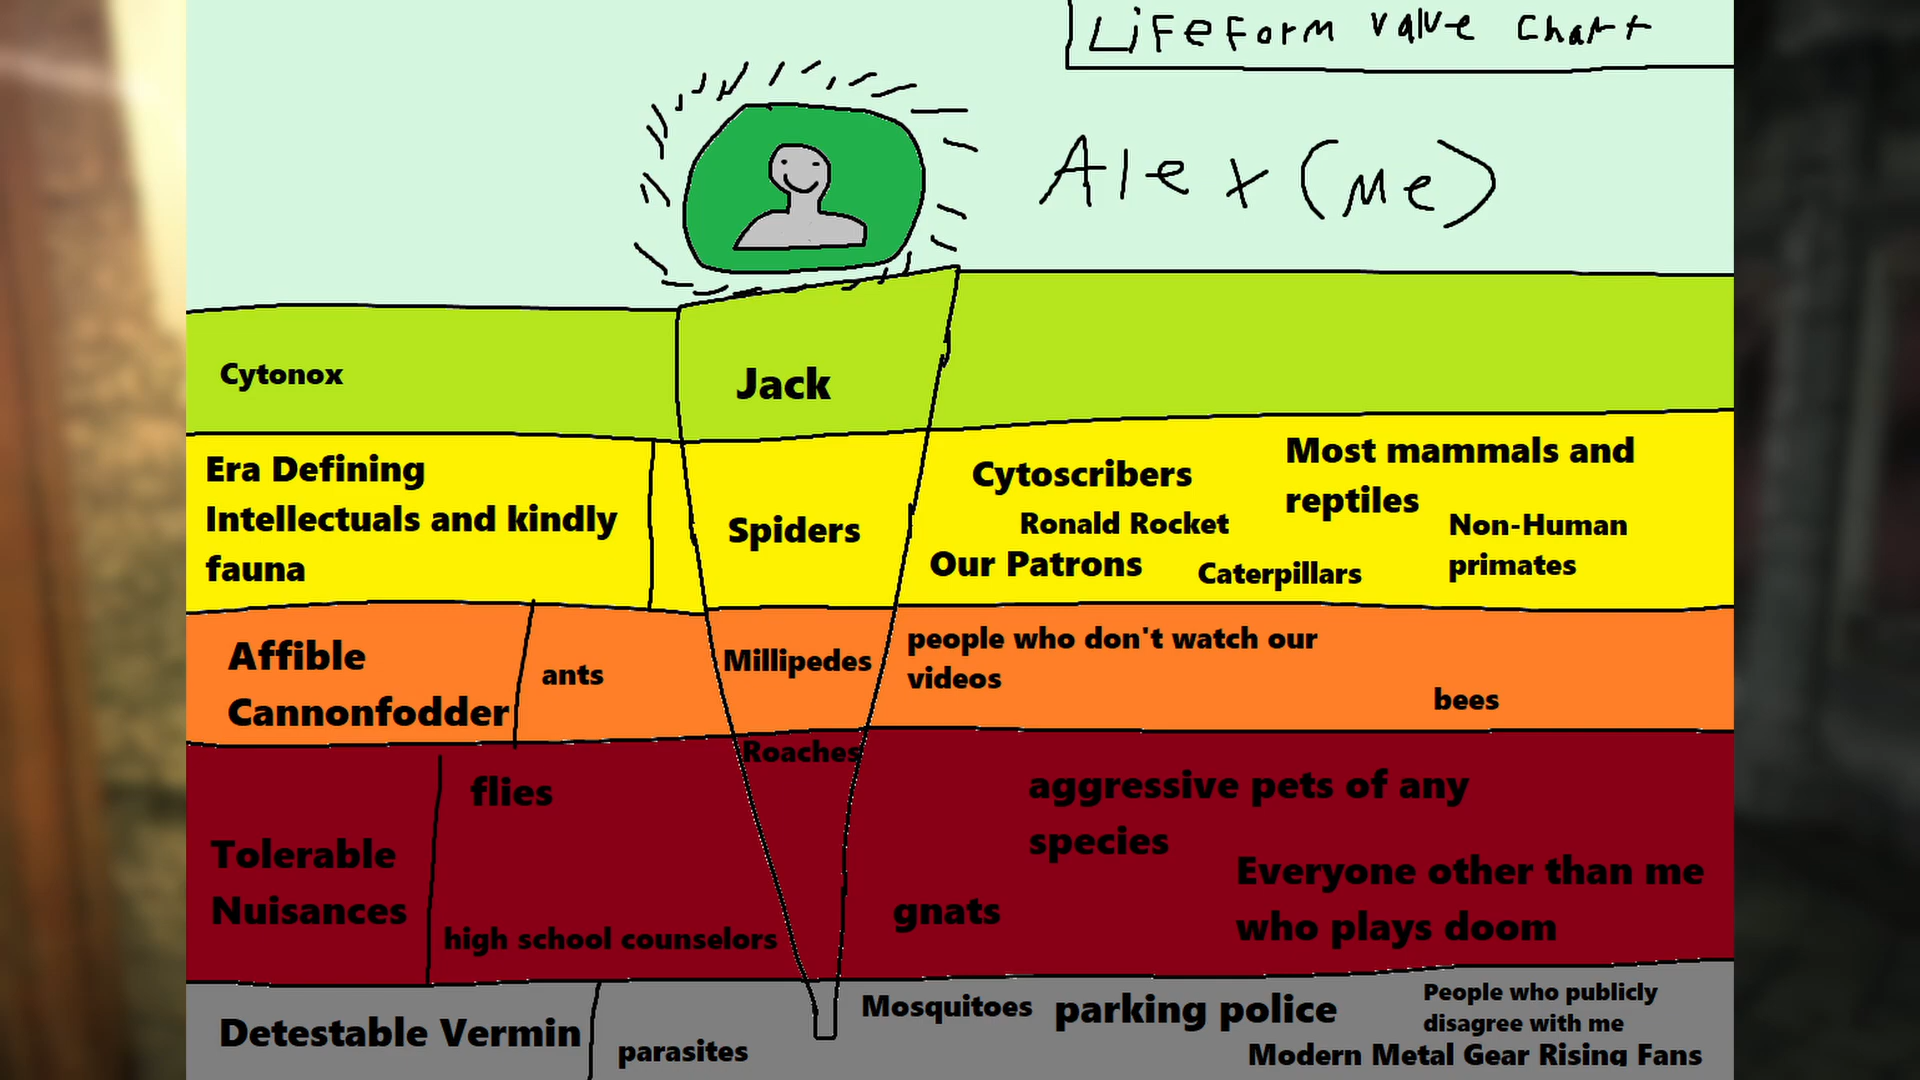 LiFeForm Value Chart
Alex (Me)
Cytonox
Jack
Era Defining
Intellectuals and kindly
fauna
Spiders
Cytoscribers
Ronald Rocket
Our Patrons
Most mammals and
reptiles
Caterpillars
Non-Human
primates
Affible
Cannonfodder
ants
Millipedes
people who don't watch our
videos
bees
Roaches
Tolerable
Nuisances
flies
high school counselors
gnats
aggressive pets of any
species
Everyone other than me
who plays doom
Detestable Vermin
parasites
Mosquitoes
parking police
People who publicly
disagree with me
Modern Metal Gear Rising Fans